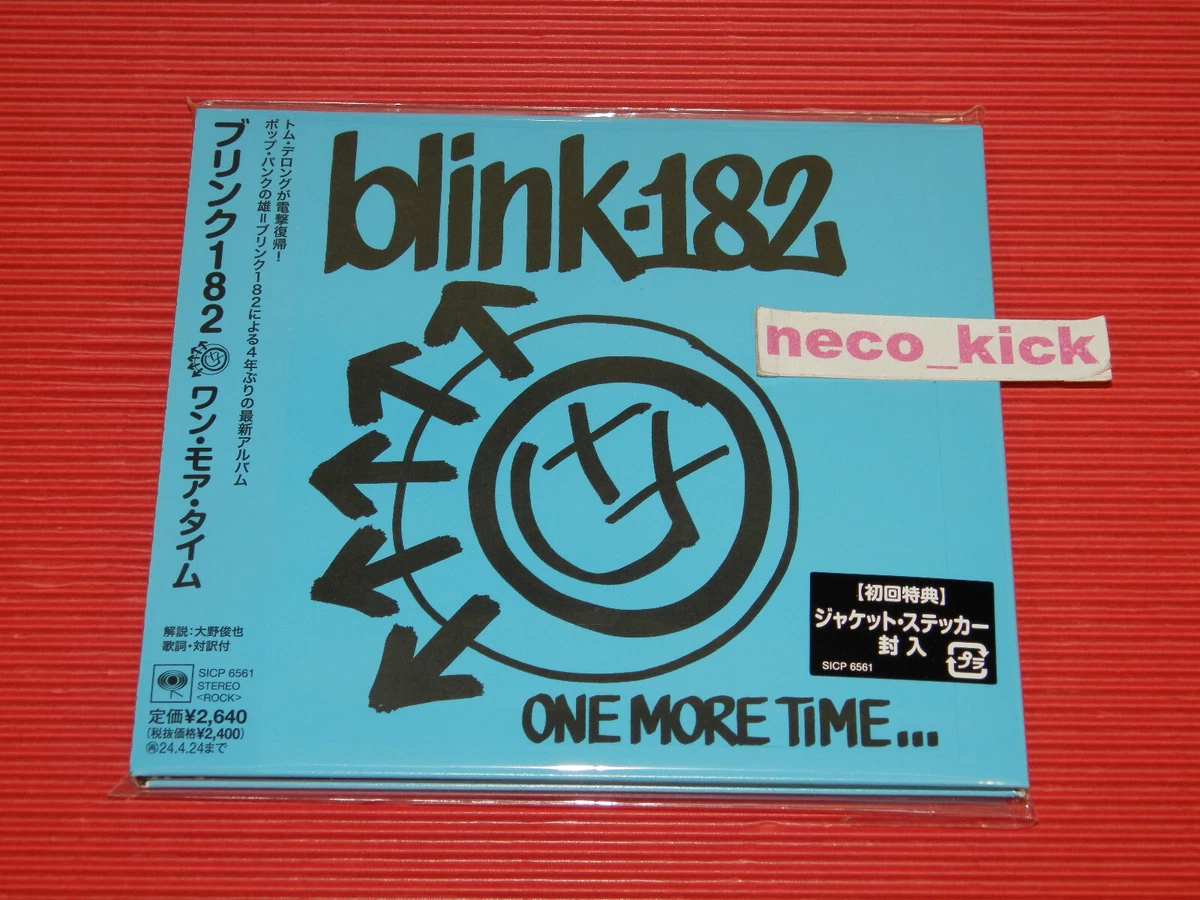 トム・デロングが電撃復帰!
ポップ・パンクの雄=ブリンク182による4年ぶりの最新アルバム
ブリンク182 ワン・モア・タイム
解説:大野俊也
歌詞・対訳付
SICP 6561
STEREO
<ROCK>
定価¥2,640
(税抜価格¥2,400)
再24.4.24まで
blink-182
neco_kick
【初回特典】
ジャケット・ステッカー
封入
SICP 6561
プラ
ONE MORE TiME...